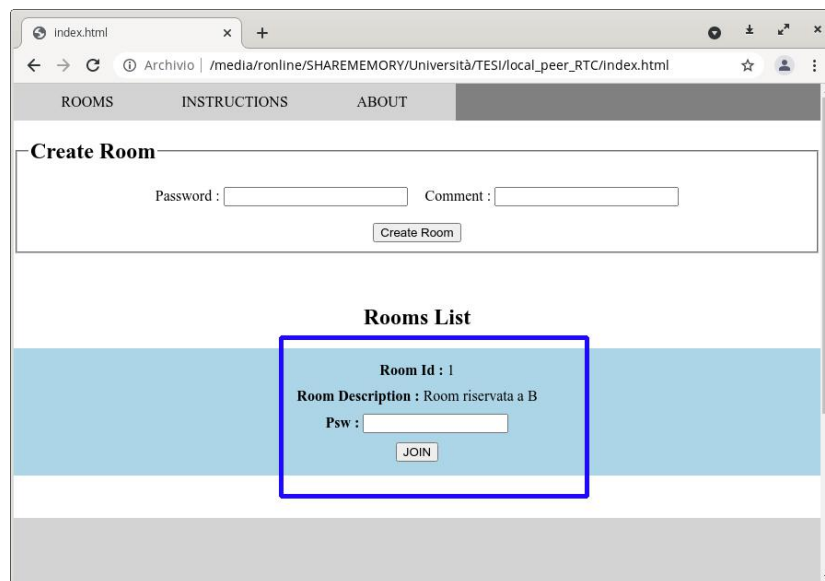 index.html
Archivio | /media/ronline/SHAREMEMORY/Università/TESI/local_peer_RTC/index.html
ROOMS INSTRUCTIONS ABOUT
Create Room
Password : Comment :
Create Room
Rooms List
Room Id : 1
Room Description : Room riservata a B
Psw :
JOIN